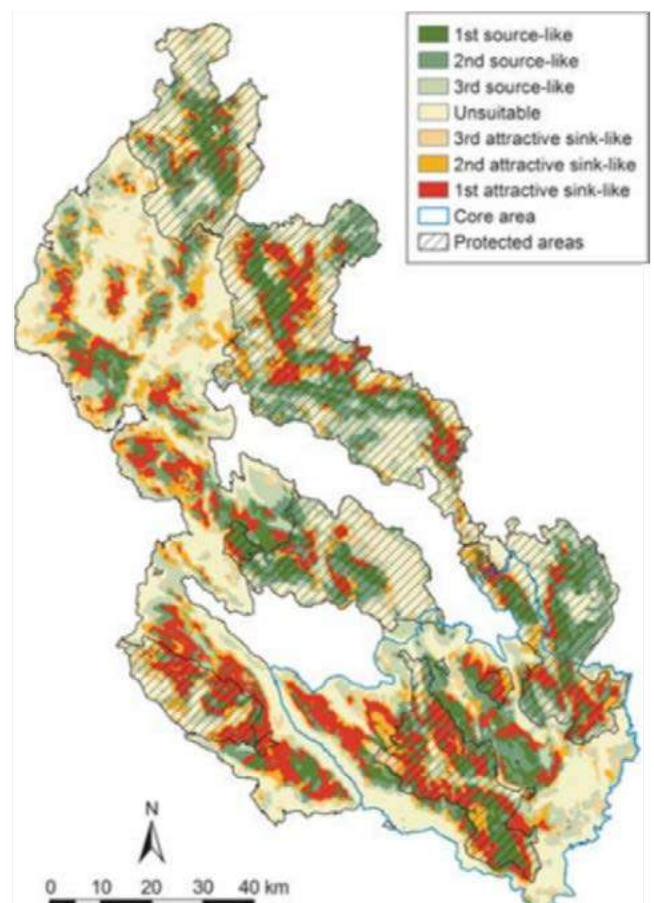 1st source-like
2nd source-like
3rd source-like
Unsuitable
3rd attractive sink-like
2nd attractive sink-like
1st attractive sink-like
Core area
Protected areas
N
0 10 20 30 40 km